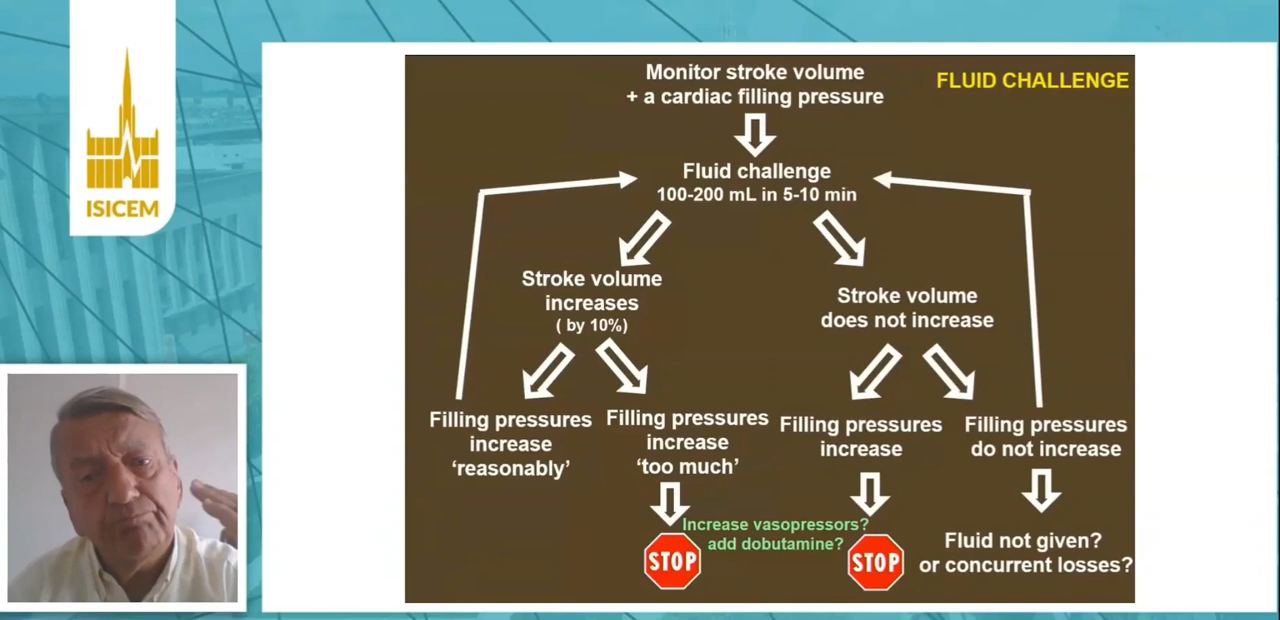 ISICEM
FLUID CHALLENGE
Monitor stroke volume
+ a cardiac filling pressure
Fluid challenge
100-200 mL in 5-10 min
Stroke volume
increases
( by 10%)
Stroke volume
does not increase
Filling pressures
increase
‘reasonably’
Filling pressures
increase
‘too much’
Filling pressures
increase
Filling pressures
do not increase
Increase vasopressors?
add dobutamine?
STOP
STOP
Fluid not given?
or concurrent losses?